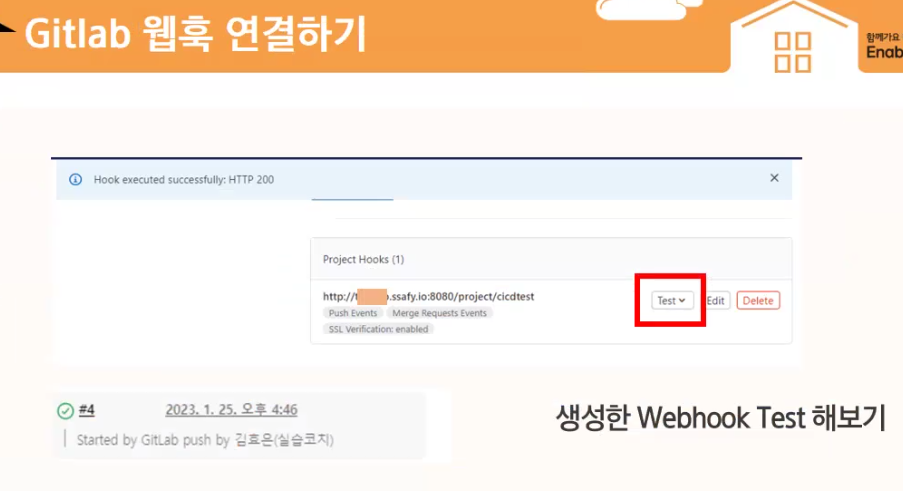 Gitlab 웹훅 연결하기
함께가요
Hook executed successfully: HTTP 200
Project Hooks (1)
http://t .ssafy.io:8080/project/cicdtest
Test Edit Delete
Push Events Merge Requests Events
SSL Verification: enabled
#4 2023. 1. 25. 오후 4:46
Started by GitLab push by 김효은(실습코치)
생성한 Webhook Test 해보기